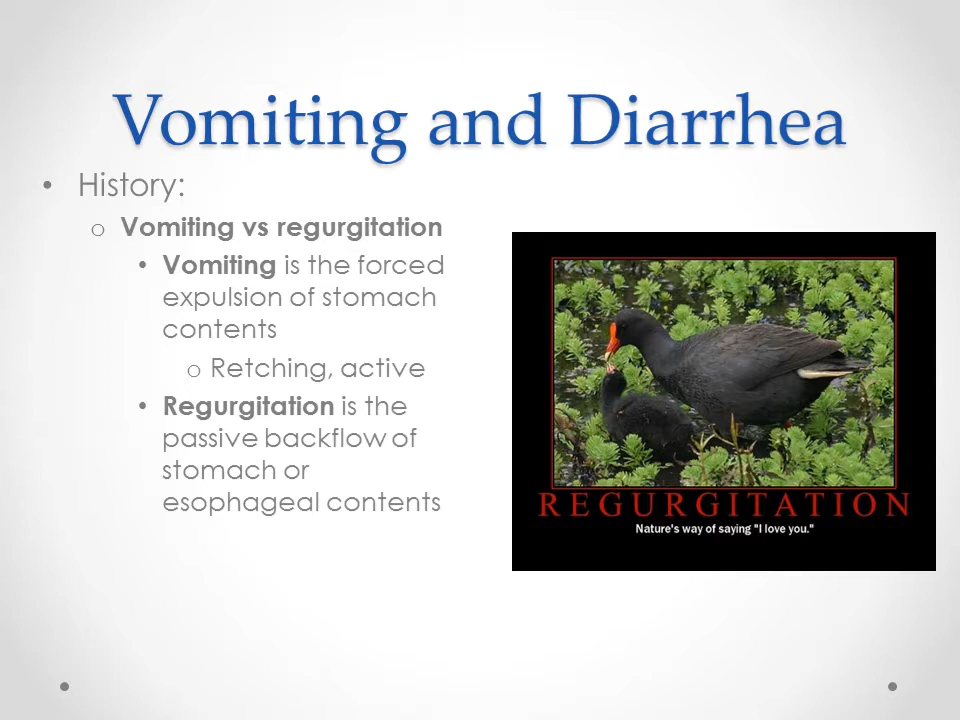 Vomiting and Diarrhea
• History:
o Vomiting vs regurgitation
• Vomiting is the forced
expulsion of stomach
contents
o Retching, active
• Regurgitation is the
passive backflow of
stomach or
esophageal contents
REGURGITATION
Nature's way of saying "I love you."